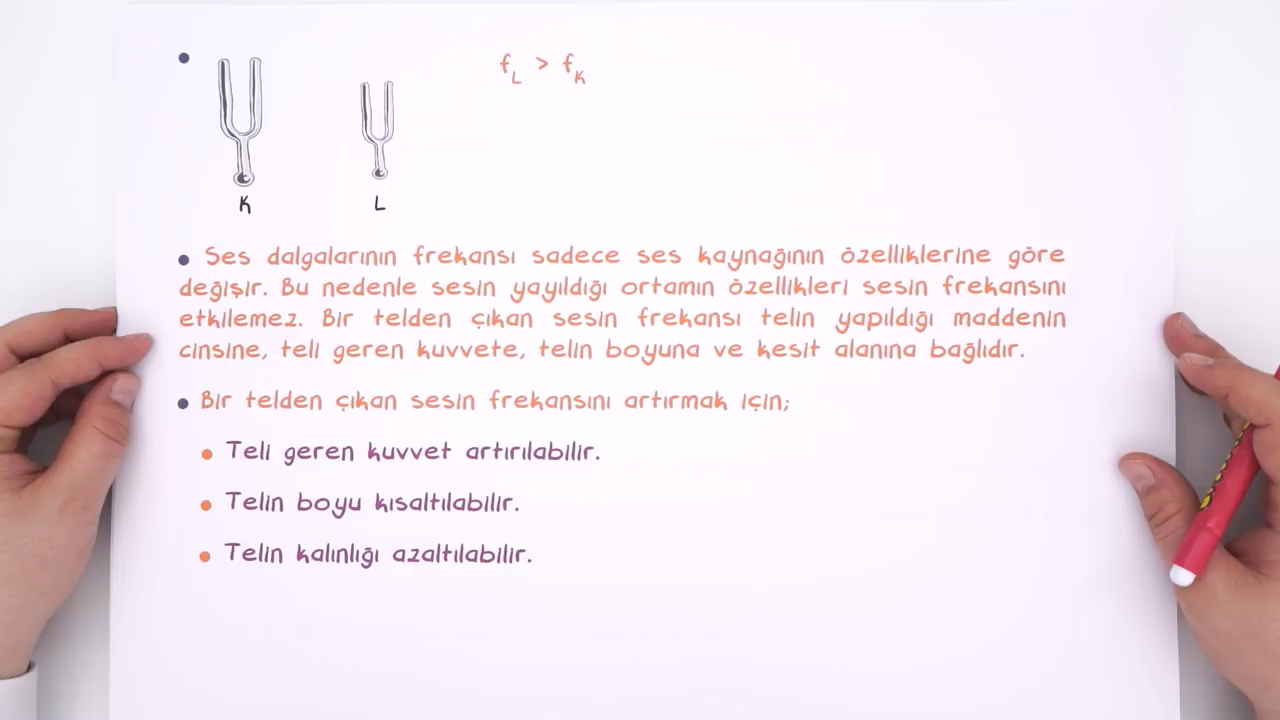 f_L > f_K
K L
• Ses dalgalarının frekansı sadece ses kaynağının özelliklerine göre
değişir. Bu nedenle sesin yayıldığı ortamın özellikleri sesin frekansını
etkilemez. Bir telden çıkan sesin frekansı telin yapıldığı maddenin
cinsine, teli geren kuvvete, telin boyuna ve kesit alanına bağlıdır.
• Bir telden çıkan sesin frekansını artırmak için;
• Teli geren kuvvet artırılabilir.
• Telin boyu kısaltılabilir.
• Telin kalınlığı azaltılabilir.